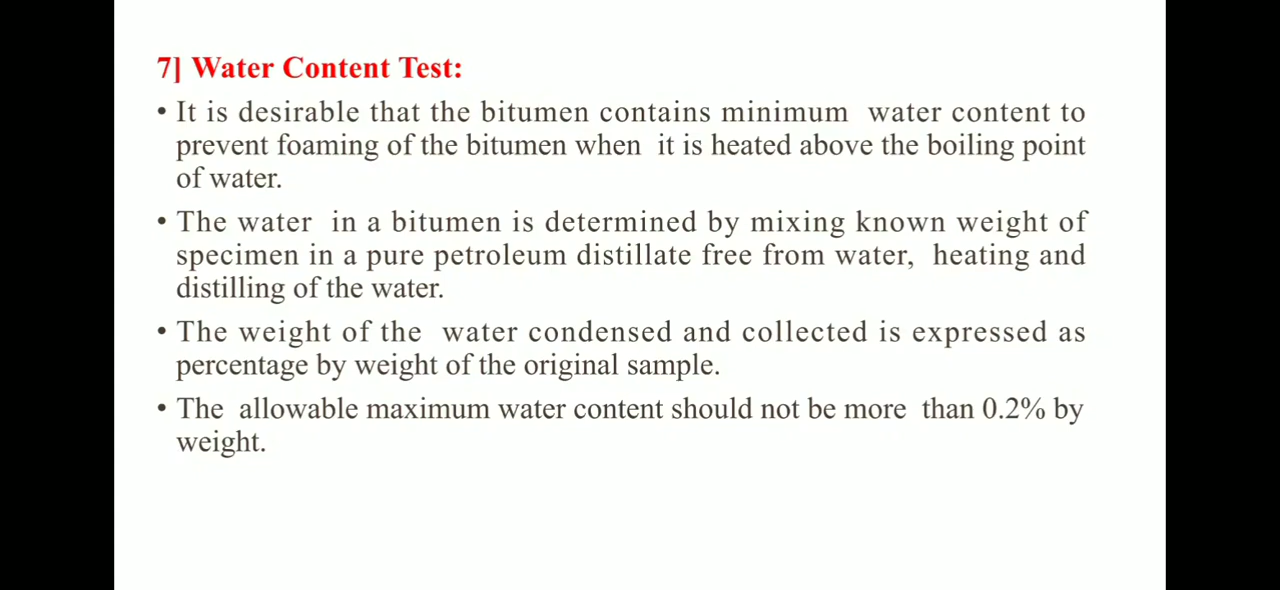 7] Water Content Test:
• It is desirable that the bitumen contains minimum water content to
prevent foaming of the bitumen when it is heated above the boiling point
of water.
• The water in a bitumen is determined by mixing known weight of
specimen in a pure petroleum distillate free from water, heating and
distilling of the water.
• The weight of the water condensed and collected is expressed as
percentage by weight of the original sample.
• The allowable maximum water content should not be more than 0.2% by
weight.